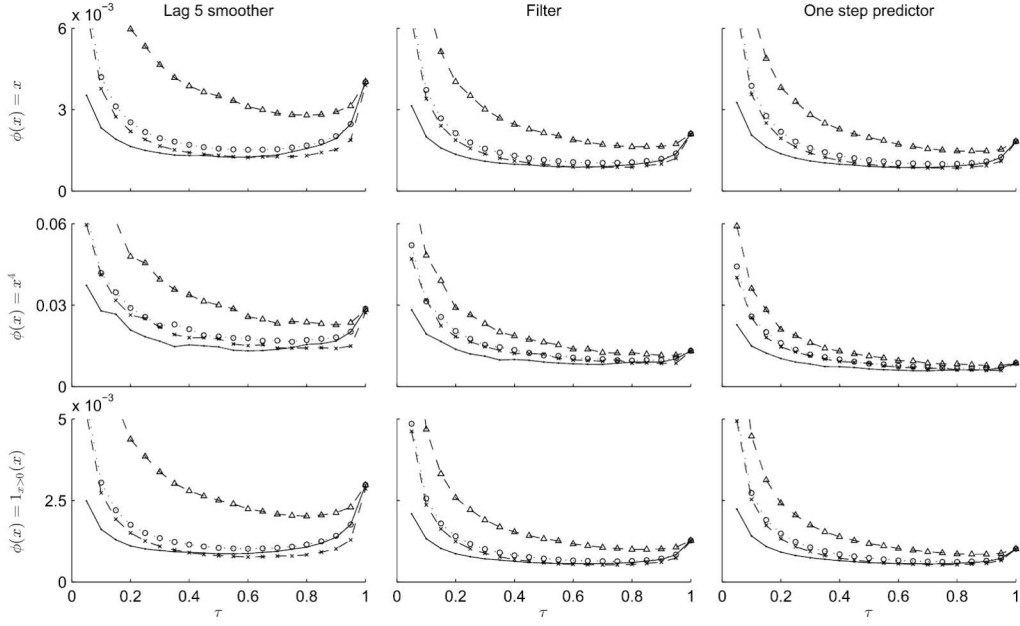 Lag 5 smoother
Filter
One step predictor
x 10⁻³
6
3
0
ϕ(x) = x
0.06
0.03
0
ϕ(x) = x⁴
x 10⁻³
5
2.5
0
ϕ(x) = 1ₓ>₀(x)
0 0.2 0.4 0.6 0.8 1
τ
0 0.2 0.4 0.6 0.8 1
τ
0 0.2 0.4 0.6 0.8 1
τ